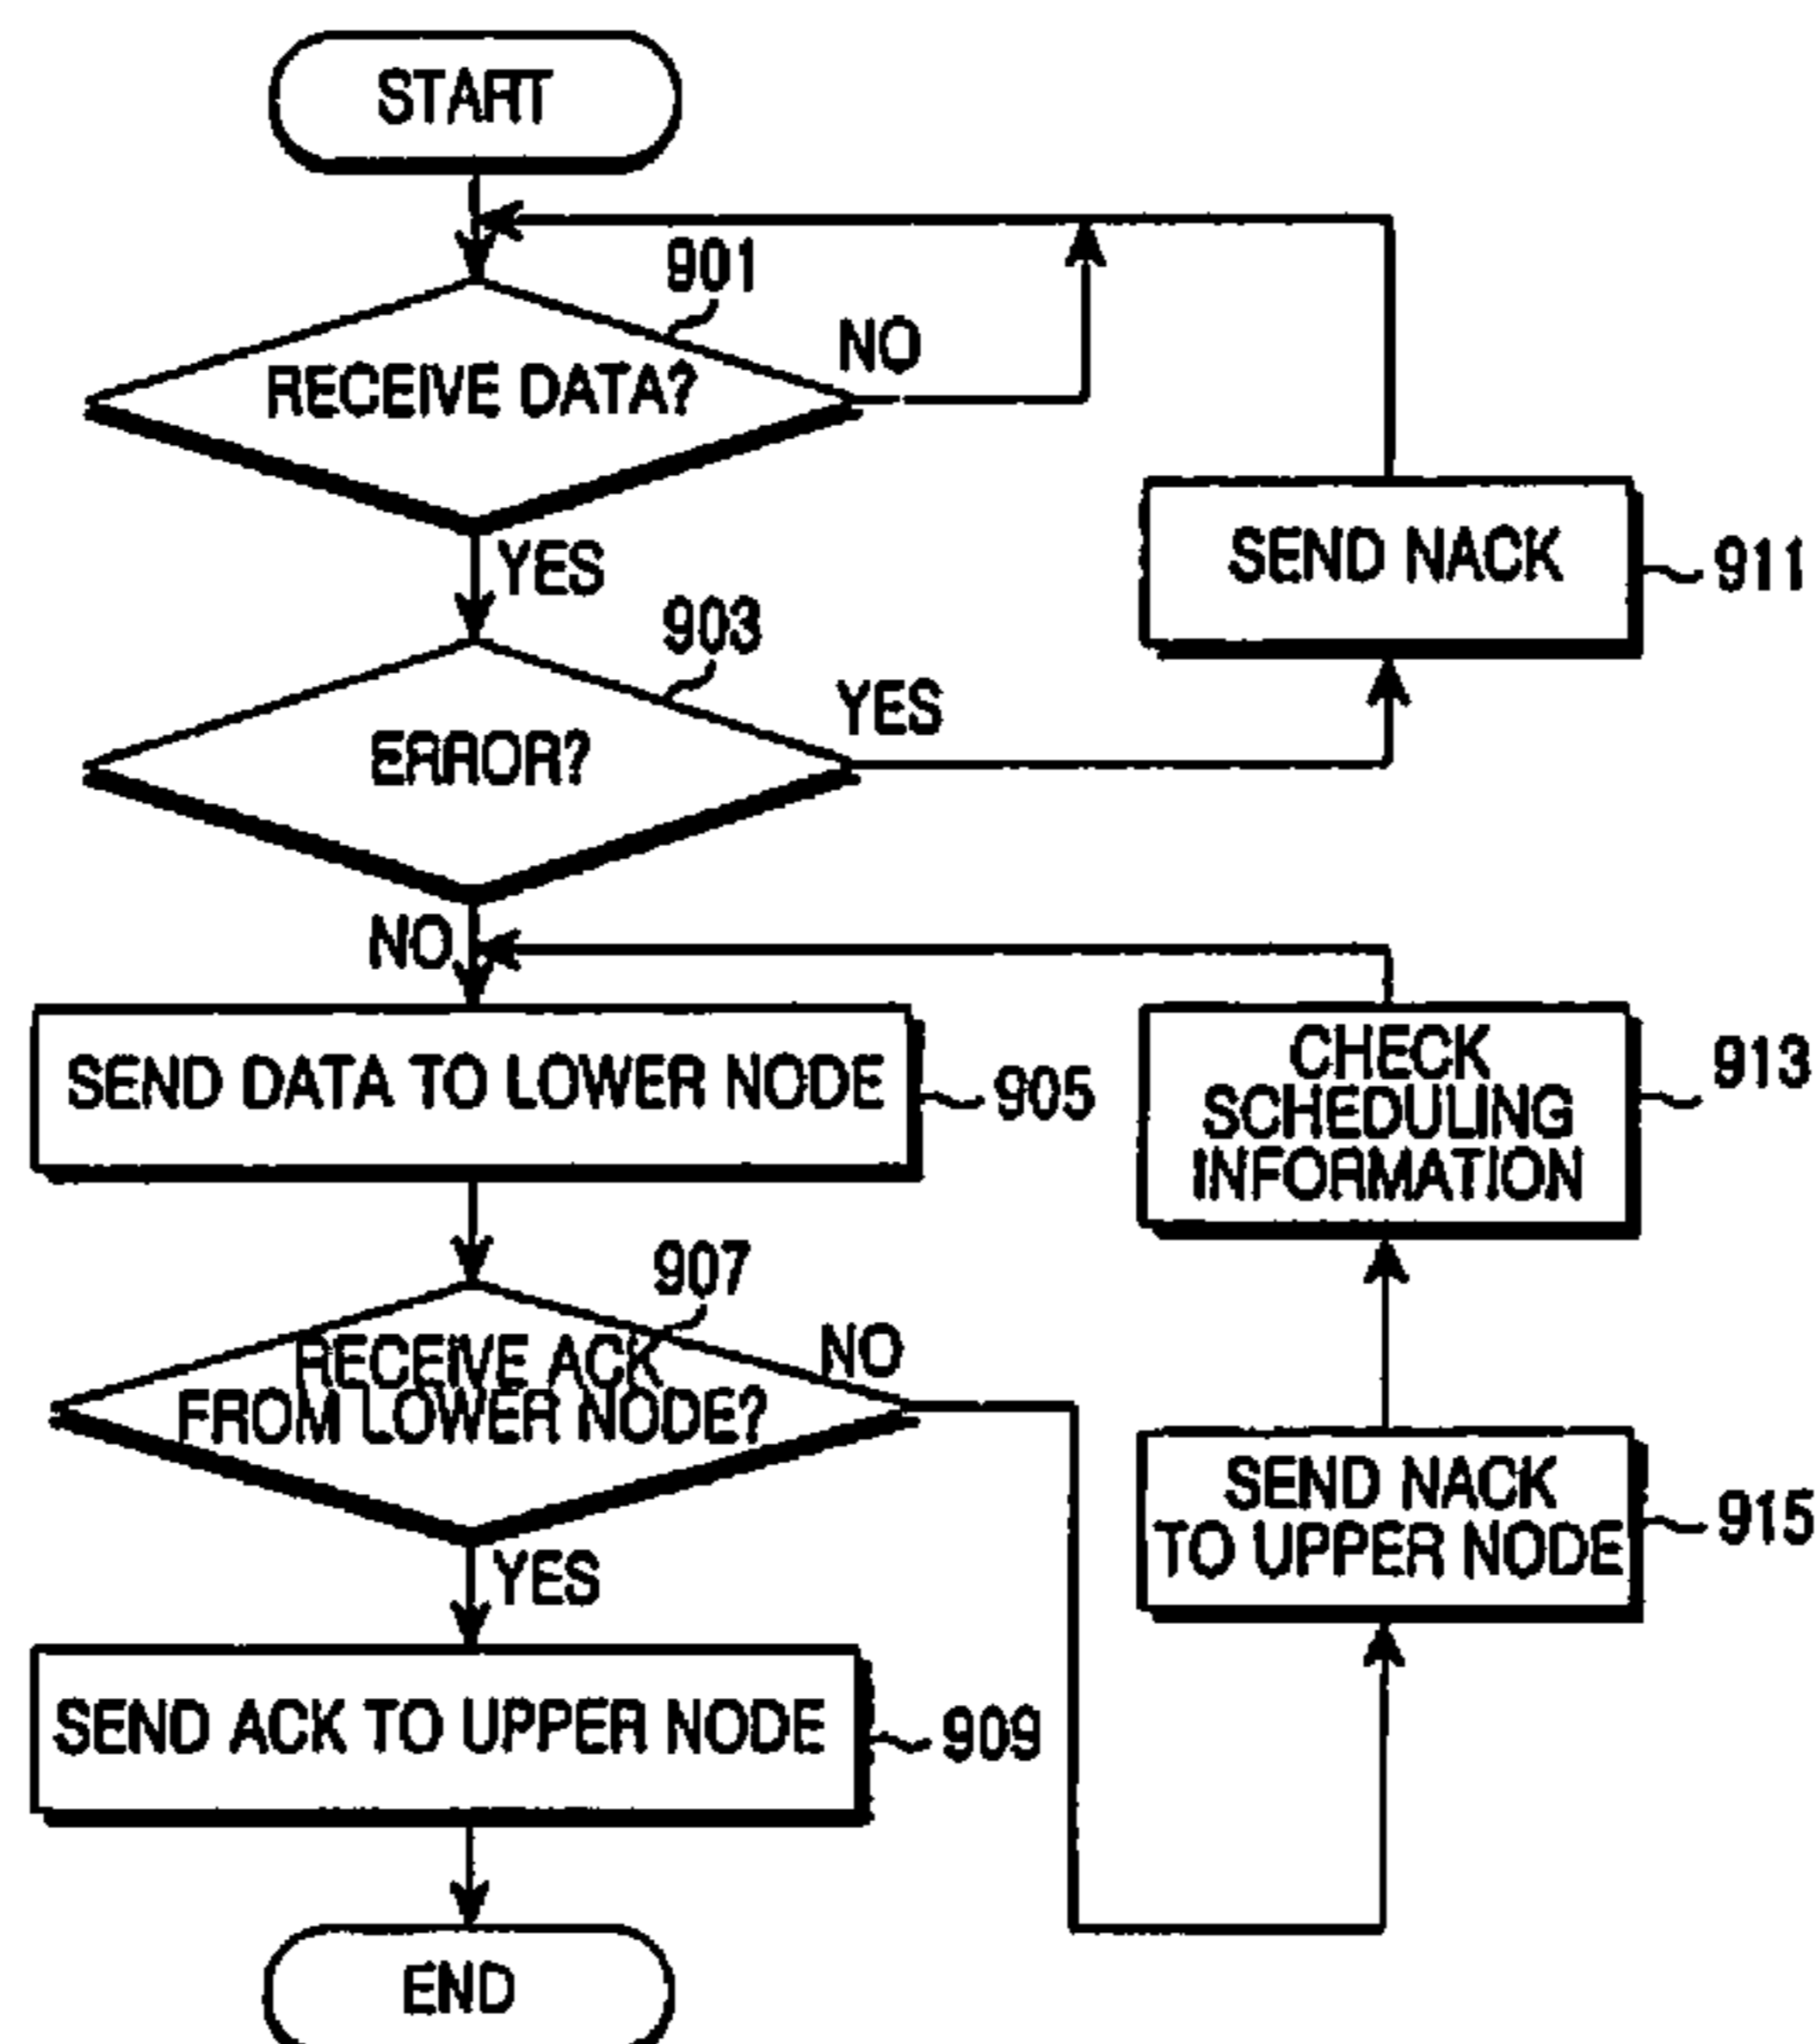 START
901
RECEIVE DATA?
NO
YES
SEND NACK
911
903
ERROR?
YES
NO
SEND DATA TO LOWER NODE
905
CHECK
SCHEDULING
INFORMATION
913
907
RECEIVE ACK
FROM LOWER NODE?
NO
YES
SEND NACK
TO UPPER NODE
915
SEND ACK TO UPPER NODE
909
END